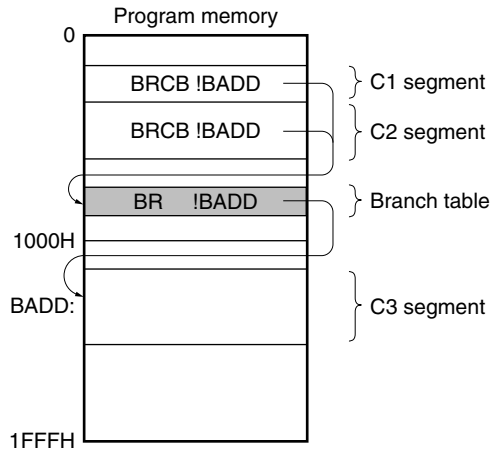 Program memory
0
BRCB !BADD
C1 segment
BRCB !BADD
C2 segment
BR !BADD
Branch table
1000H
BADD:
C3 segment
1FFFH